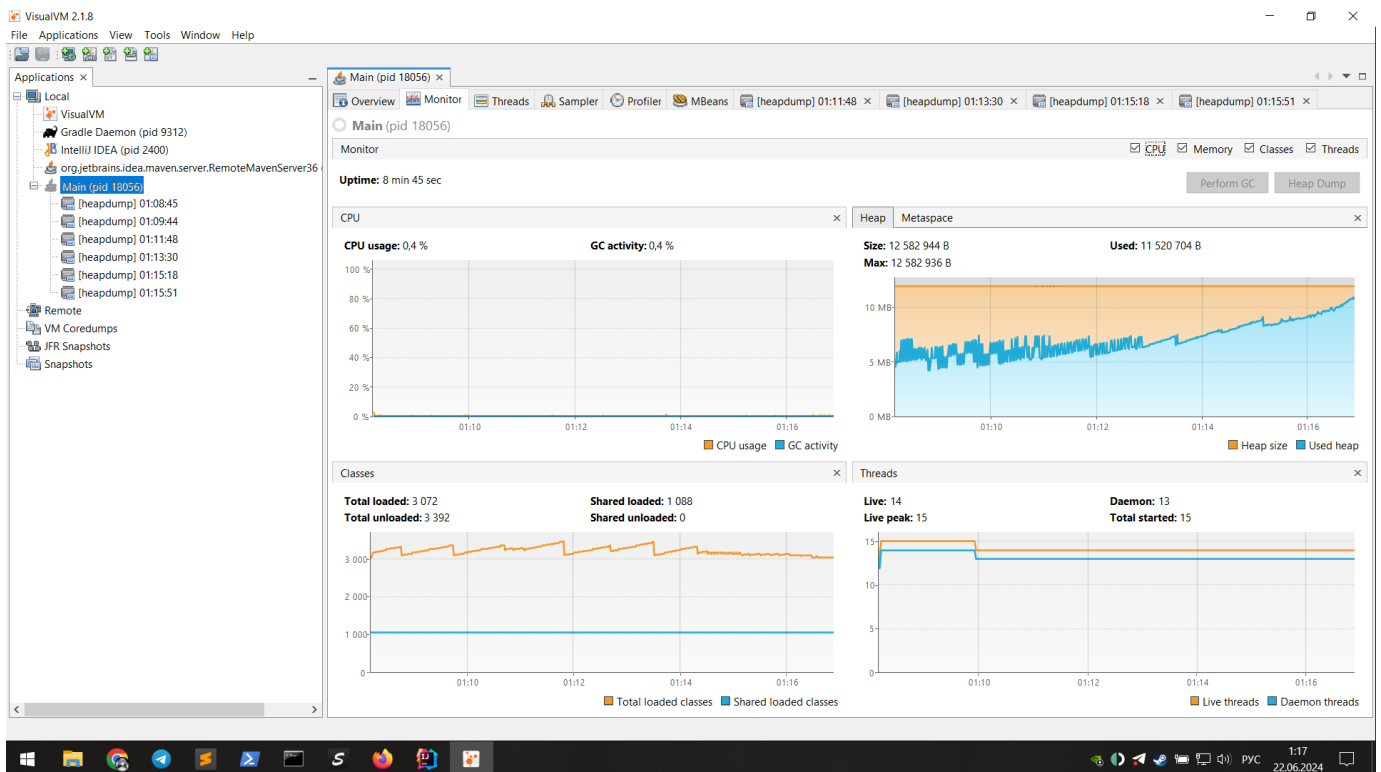 VisualVM 2.1.8
File Applications View Tools Window Help
Applications
Local
VisualVM
Gradle Daemon (pid 9312)
IntelliJ IDEA (pid 2400)
org.jetbrains.idea.maven.server.RemoteMavenServer36
Main (pid 18056)
[heapdump] 01:08:45
[heapdump] 01:09:44
[heapdump] 01:11:48
[heapdump] 01:13:30
[heapdump] 01:15:18
[heapdump] 01:15:51
Remote
VM Coredumps
JFR Snapshots
Snapshots
Main (pid 18056)
Overview Monitor Threads Sampler Profiler MBeans [heapdump] 01:11:48 [heapdump] 01:13:30 [heapdump] 01:15:18 [heapdump] 01:15:51
Main (pid 18056)
Monitor CPU Memory Classes Threads
Uptime: 8 min 45 sec Perform GC Heap Dump
CPU
CPU usage: 0,4 % GC activity: 0,4 %
100 %
80 %
60 %
40 %
20 %
0 %
01:10 01:12 01:14 01:16
CPU usage GC activity
Heap Metaspace
Size: 12 582 944 B Used: 11 520 704 B
Max: 12 582 936 B
10 MB
5 MB
0 MB
01:10 01:12 01:14 01:16
Heap size Used heap
Classes
Total loaded: 3 072 Shared loaded: 1 088
Total unloaded: 3 392 Shared unloaded: 0
3 000
2 000
1 000
0
01:10 01:12 01:14 01:16
Total loaded classes Shared loaded classes
Threads
Live: 14 Daemon: 13
Live peak: 15 Total started: 15
15
10
5
0
01:10 01:12 01:14 01:16
Live threads Daemon threads
РУС
1:17
22.06.2024